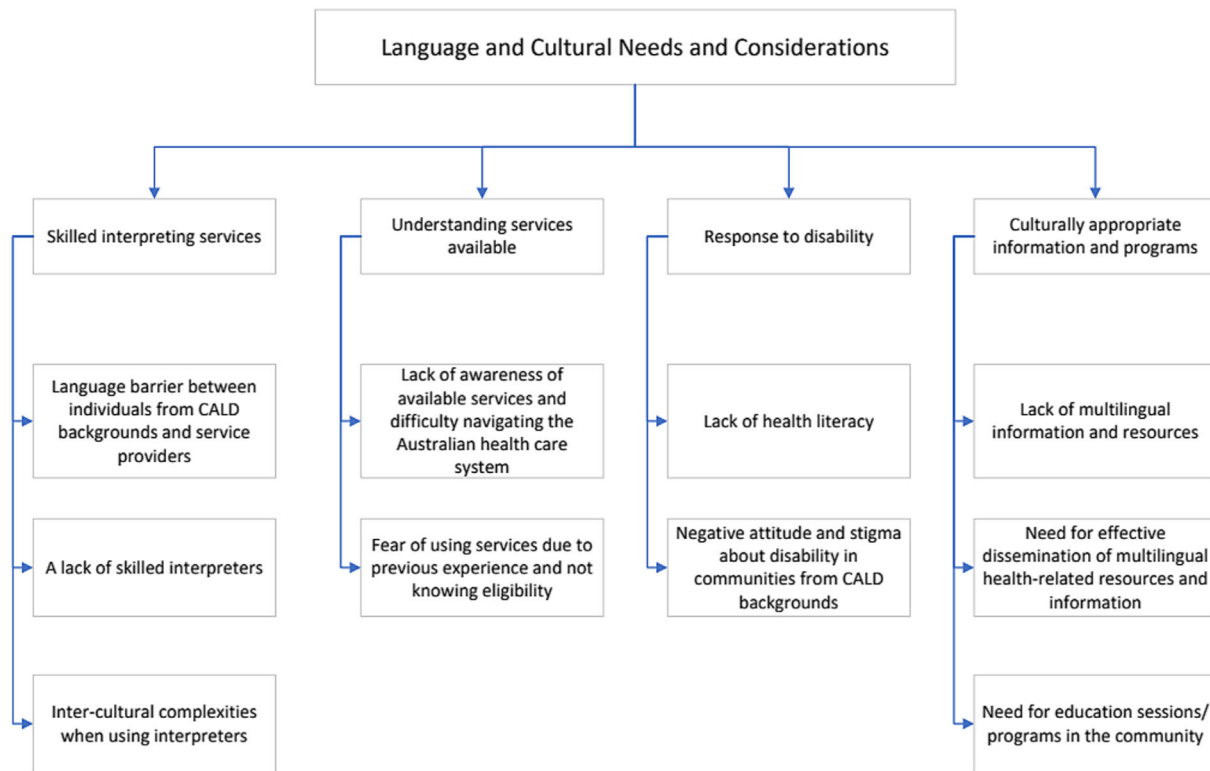 Language and Cultural Needs and Considerations
Skilled interpreting services
Understanding services
available
Response to disability
Culturally appropriate
information and programs
Language barrier between
individuals from CALD
backgrounds and service
providers
Lack of awareness of
available services and
difficulty navigating the
Australian health care
system
Lack of health literacy
Lack of multilingual
information and resources
A lack of skilled interpreters
Fear of using services due to
previous experience and not
knowing eligibility
Negative attitude and stigma
about disability in
communities from CALD
backgrounds
Need for effective
dissemination of multilingual
health-related resources and
information
Inter-cultural complexities
when using interpreters
Need for education sessions/
programs in the community